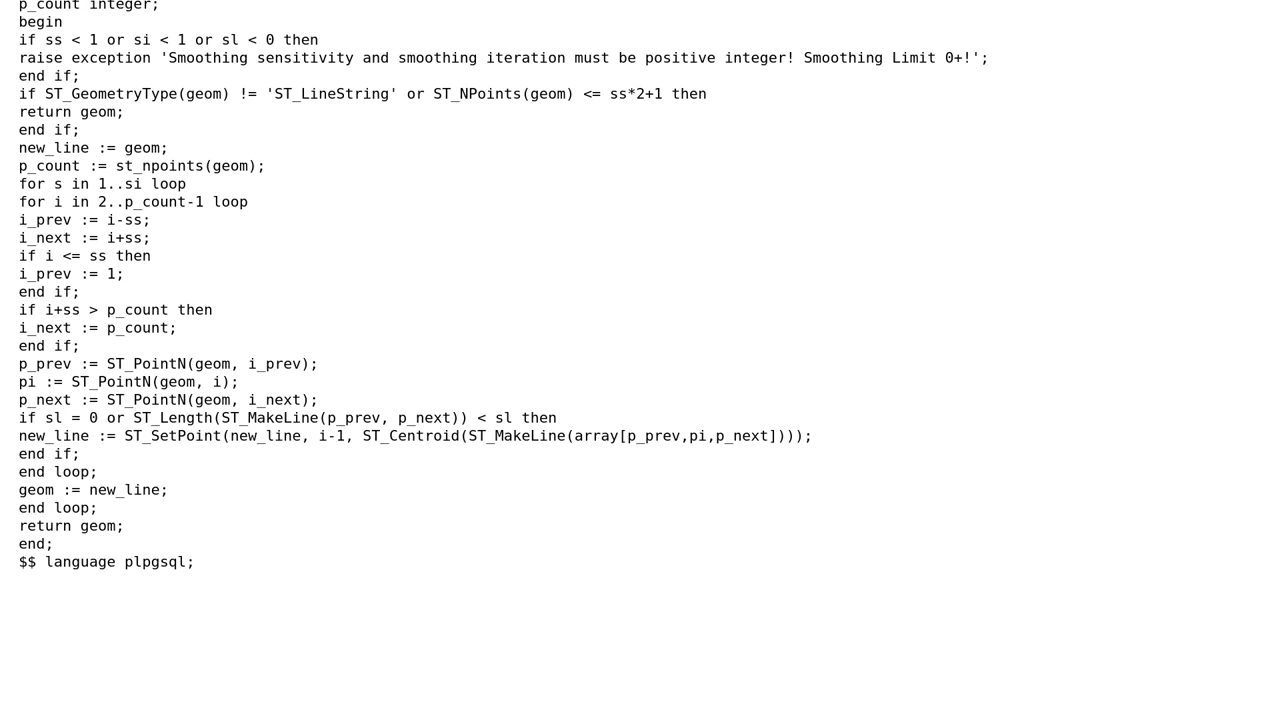 p_count integer;
begin
if ss < 1 or si < 1 or sl < 0 then
raise exception 'Smoothing sensitivity and smoothing iteration must be positive integer! Smoothing Limit 0+!';
end if;
if ST_GeometryType(geom) != 'ST_LineString' or ST_NPoints(geom) <= ss*2+1 then
return geom;
end if;
new_line := geom;
p_count := st_npoints(geom);
for s in 1..si loop
for i in 2..p_count-1 loop
i_prev := i-ss;
i_next := i+ss;
if i <= ss then
i_prev := 1;
end if;
if i+ss > p_count then
i_next := p_count;
end if;
p_prev := ST_PointN(geom, i_prev);
pi := ST_PointN(geom, i);
p_next := ST_PointN(geom, i_next);
if sl = 0 or ST_Length(ST_MakeLine(p_prev, p_next)) < sl then
new_line := ST_SetPoint(new_line, i-1, ST_Centroid(ST_MakeLine(array[p_prev,pi,p_next])));
end if;
end loop;
geom := new_line;
end loop;
return geom;
end;
$$ language plpgsql;